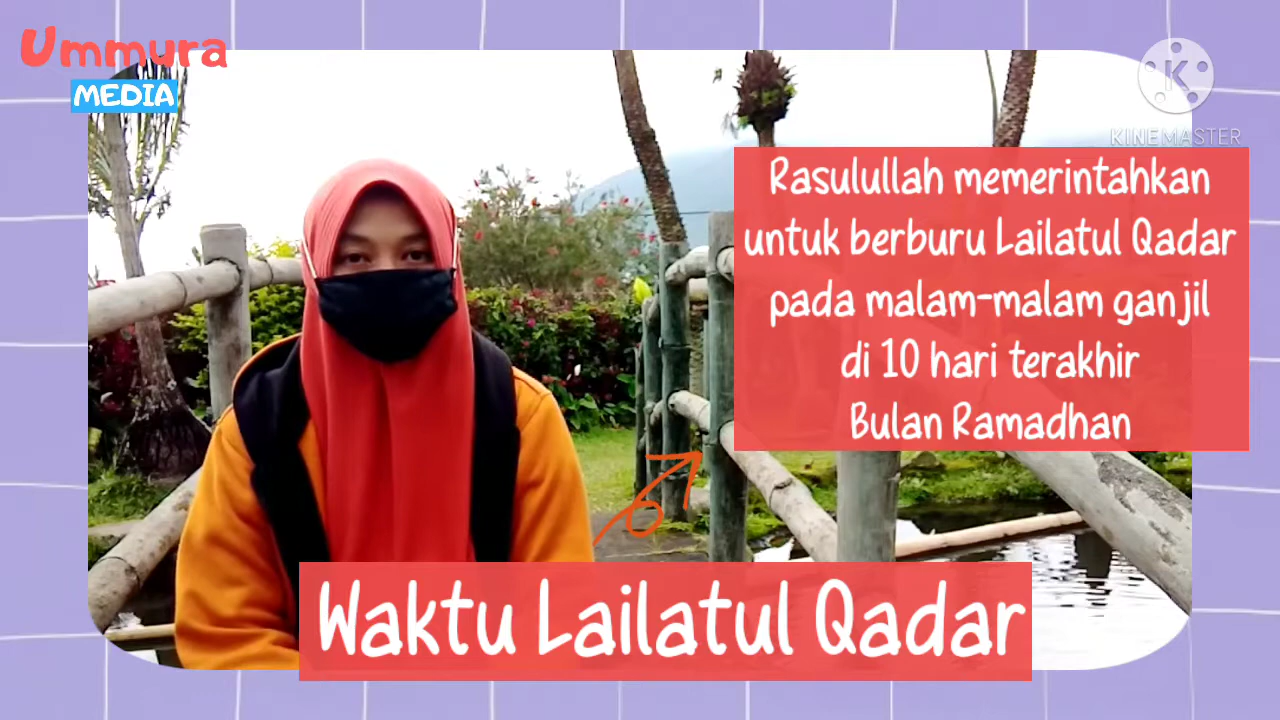 Ummura
MEDIA
K
KINEMASTER
Rasulullah memerintahkan
untuk berburu Lailatul Qadar
pada malam-malam ganjil
di 10 hari terakhir
Bulan Ramadhan
Waktu Lailatul Qadar